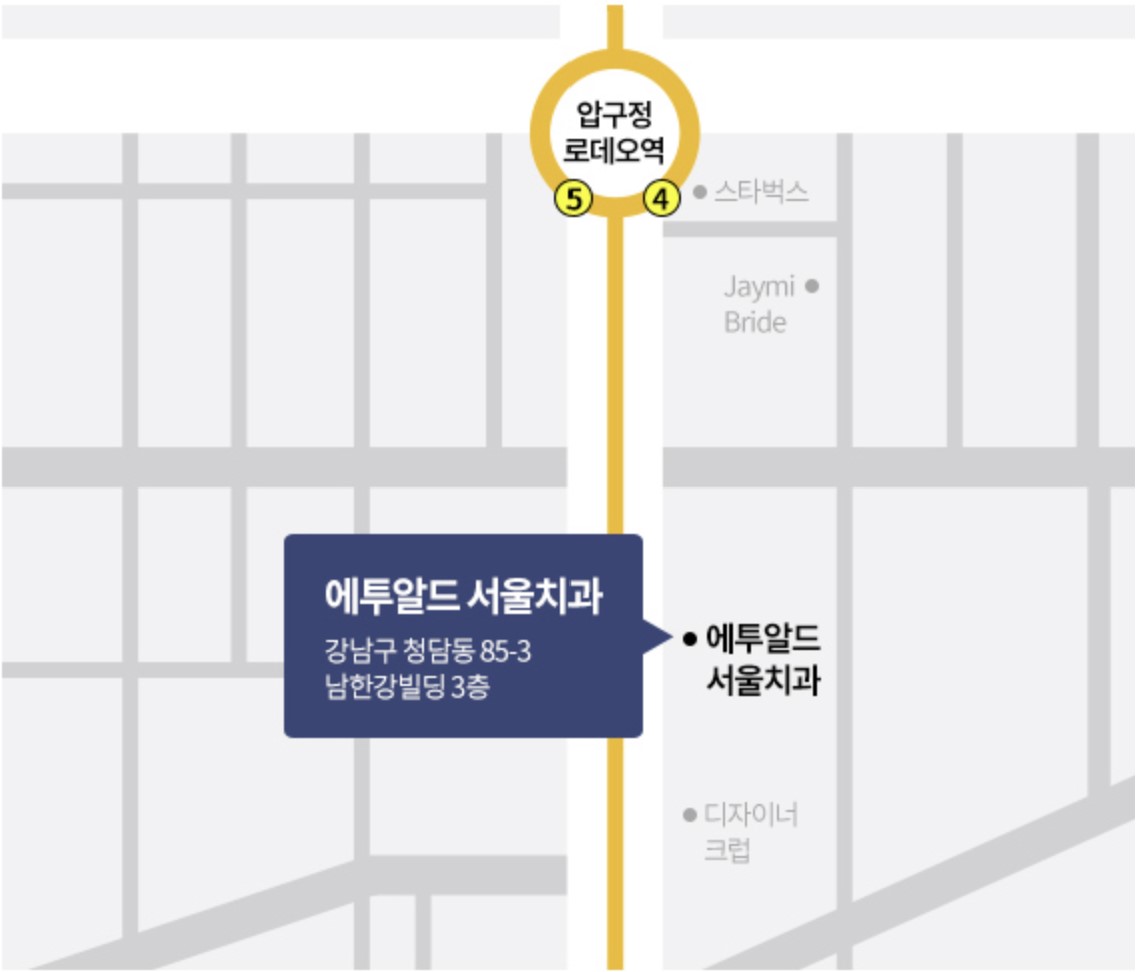 압구정
로데오역
5
4
스타벅스
Jaymi
Bride
에투알드 서울치과
강남구 청담동 85-3
남한강빌딩 3층
에투알드
서울치과
디자이너
크럽